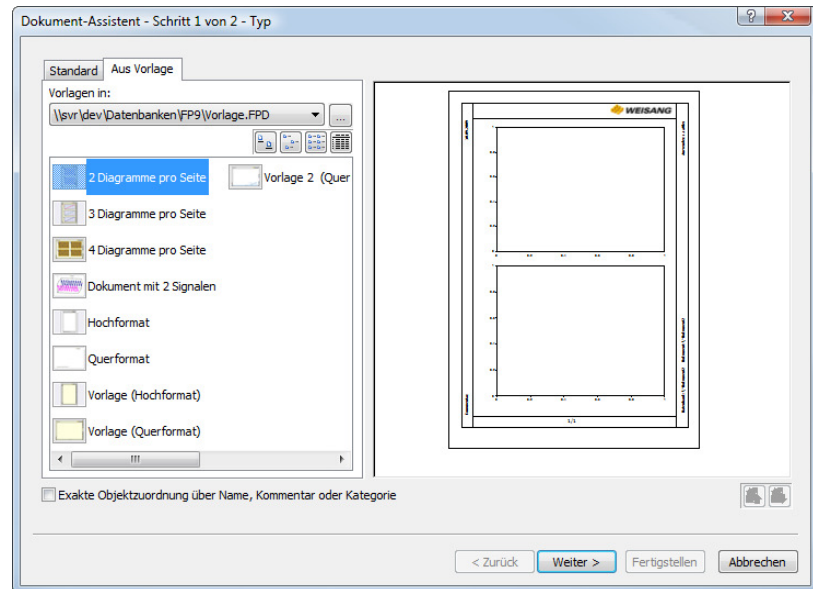 Dokument-Assistent - Schritt 1 von 2 - Typ
Standard
Aus Vorlage
Vorlagen in:
\\svr\dev\Datenbanken\FP9\Vorlage.FPD
...
2 Diagramme pro Seite
Vorlage 2 (Quer
3 Diagramme pro Seite
4 Diagramme pro Seite
Dokument mit 2 Signalen
Hochformat
Querformat
Vorlage (Hochformat)
Vorlage (Querformat)
WEISANG
1/1
Exakte Objektzuordnung über Name, Kommentar oder Kategorie
< Zurück
Weiter >
Fertigstellen
Abbrechen